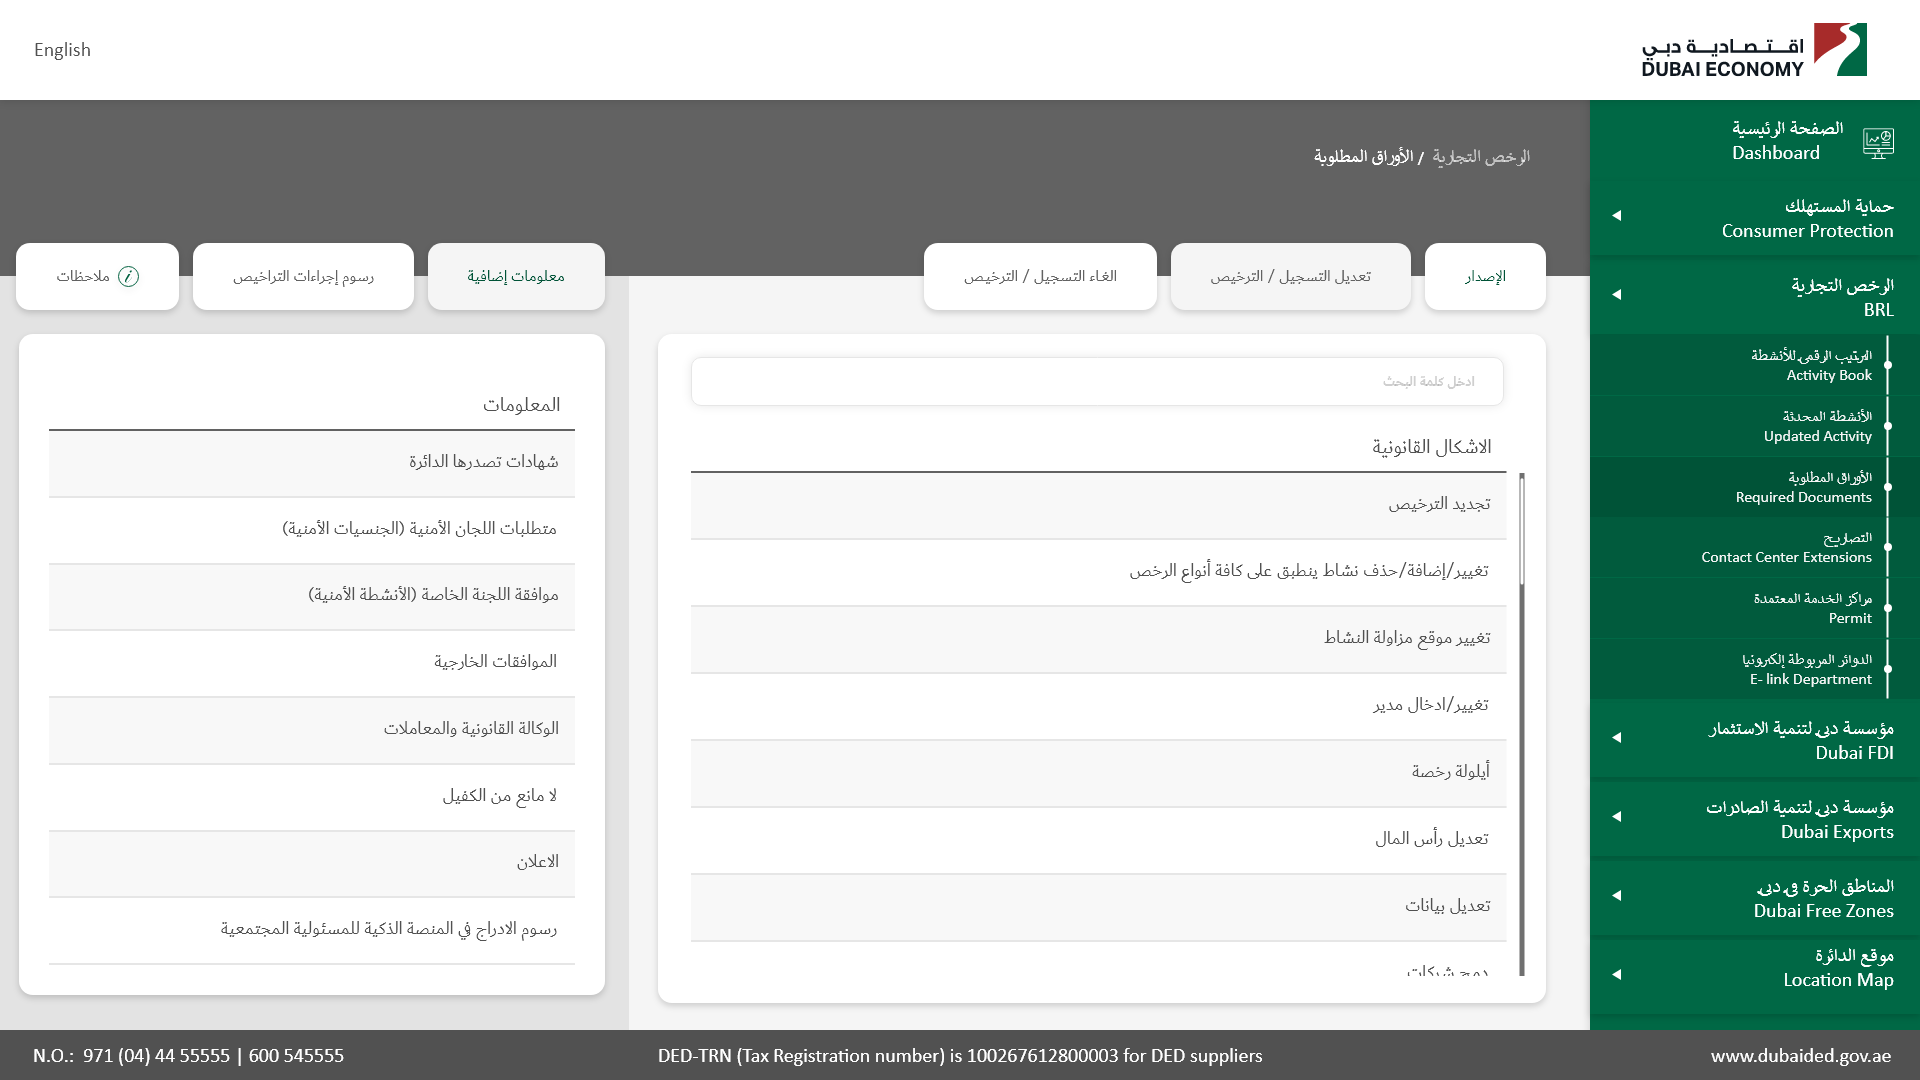 English
اقتصادية دبي
DUBAI ECONOMY
الصفحة الرئيسية
Dashboard
حماية المستهلك
Consumer Protection
الرخص التجارية
BRL
الترتيب الرقمي للأنشطة
Activity Book
الأنشطة المحدثة
Updated Activity
الأوراق المطلوبة
Required Documents
التصاريح
Contact Center Extensions
مراكز الخدمة المعتمدة
Permit
الدوائر المربوطة إلكترونيا
E- link Department
مؤسسة دبي لتنمية الاستثمار
Dubai FDI
مؤسسة دبي لتنمية الصادرات
Dubai Exports
المناطق الحرة في دبي
Dubai Free Zones
موقع الدائرة
Location Map
الرخص التجارية / الأوراق المطلوبة
الإصدار
تعديل التسجيل / الترخيص
الغاء التسجيل / الترخيص
معلومات إضافية
رسوم إجراءات التراخيص
ملاحظات
ادخل كلمة البحث
الاشكال القانونية
تجديد الترخيص
تغيير/إضافة/حذف نشاط ينطبق على كافة أنواع الرخص
تغيير موقع مزاولة النشاط
تغيير/ادخال مدير
أيلولة رخصة
تعديل رأس المال
تعديل بيانات
دمج شركات
المعلومات
شهادات تصدرها الدائرة
متطلبات اللجان الأمنية (الجنسيات الأمنية)
موافقة اللجنة الخاصة (الأنشطة الأمنية)
الموافقات الخارجية
الوكالة القانونية والمعاملات
لا مانع من الكفيل
الاعلان
رسوم الادراج في المنصة الذكية للمسئولية المجتمعية
N.O.: 971 (04) 44 55555 | 600 545555
DED-TRN (Tax Registration number) is 100267612800003 for DED suppliers
www.dubaided.gov.ae